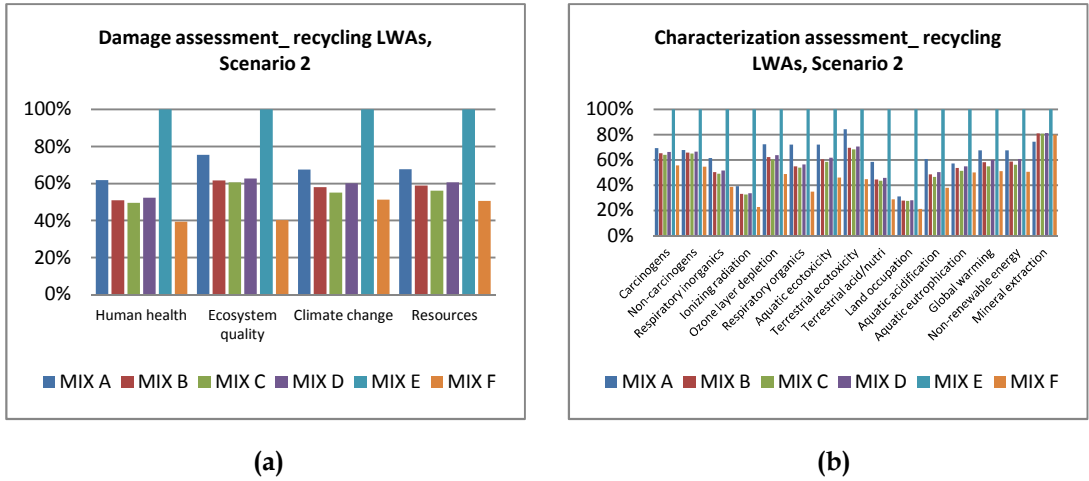 Damage assessment_ recycling LWAs,
Scenario 2
100%
80%
60%
40%
20%
0%
Human health
Ecosystem
quality
Climate change
Resources
MIX A MIX B MIX C MIX D MIX E MIX F
(a)
Characterization assessment_ recycling
LWAs, Scenario 2
100%
80%
60%
40%
20%
0%
Carcinogens
Non-carcinogens
Respiratory inorganics
Ionizing radiation
Ozone layer depletion
Respiratory organics
Aquatic ecotoxicity
Terrestrial ecotoxicity
Terrestrial acid/nutri
Land occupation
Aquatic acidification
Aquatic eutrophication
Global warming
Non-renewable energy
Mineral extraction
MIX A MIX B MIX C MIX D MIX E MIX F
(b)